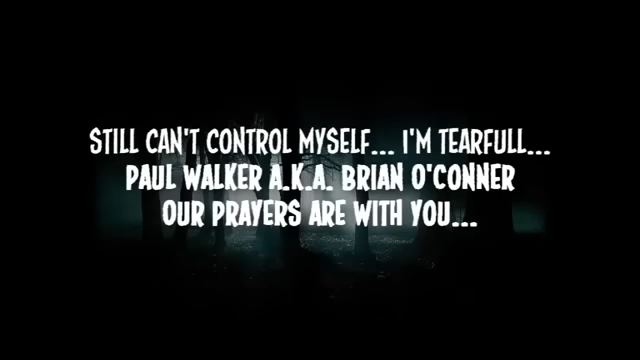 STILL CAN'T CONTROL MYSELF... I'M TEARFULL...
PAUL WALKER A.K.A. BRIAN O'CONNER
OUR PRAYERS ARE WITH YOU...